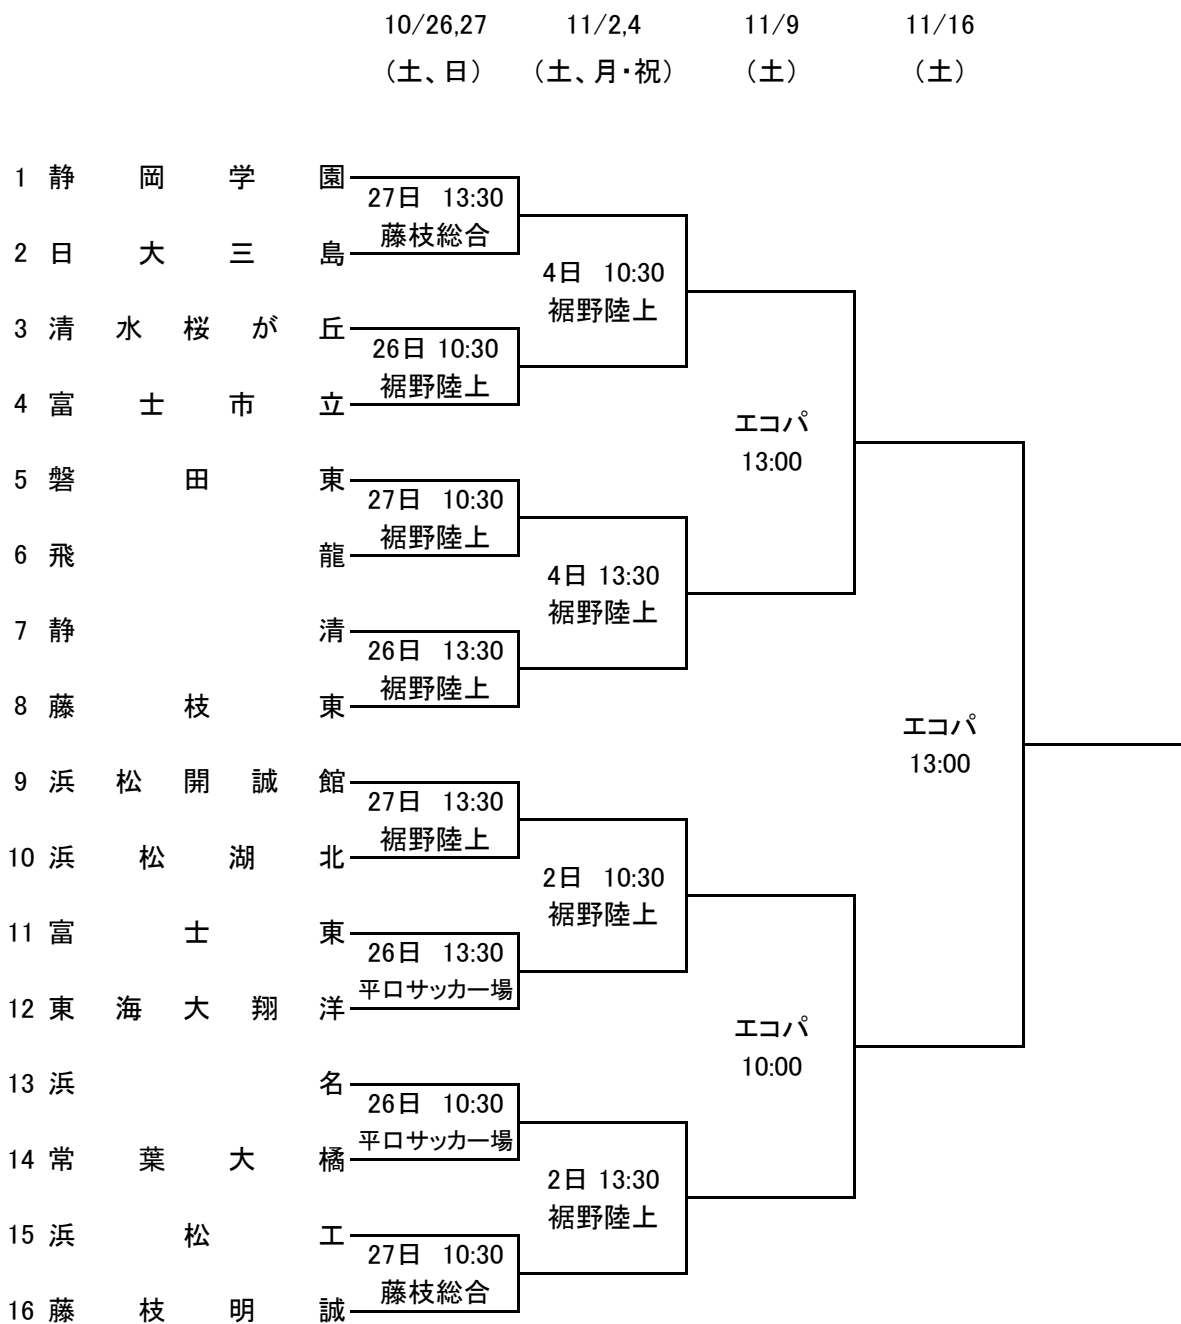 10/26,27 11/2,4 11/9 11/16
（土、日） （土、月・祝） （土） （土）
1 静岡学園
27日 13:30
藤枝総合
2 日大三島
4日 10:30
裾野陸上
3 清水桜が丘
26日 10:30
裾野陸上
4 富士市立
エコパ
13:00
5 磐田東
27日 10:30
裾野陸上
6 飛龍
4日 13:30
裾野陸上
7 静清
26日 13:30
裾野陸上
8 藤枝東
エコパ
13:00
9 浜松開誠館
27日 13:30
裾野陸上
10 浜松湖北
2日 10:30
裾野陸上
11 富士東
26日 13:30
平口サッカー場
12 東海大翔洋
エコパ
10:00
13 浜名
26日 10:30
平口サッカー場
14 常葉大橘
2日 13:30
裾野陸上
15 浜松工
27日 10:30
藤枝総合
16 藤枝明誠